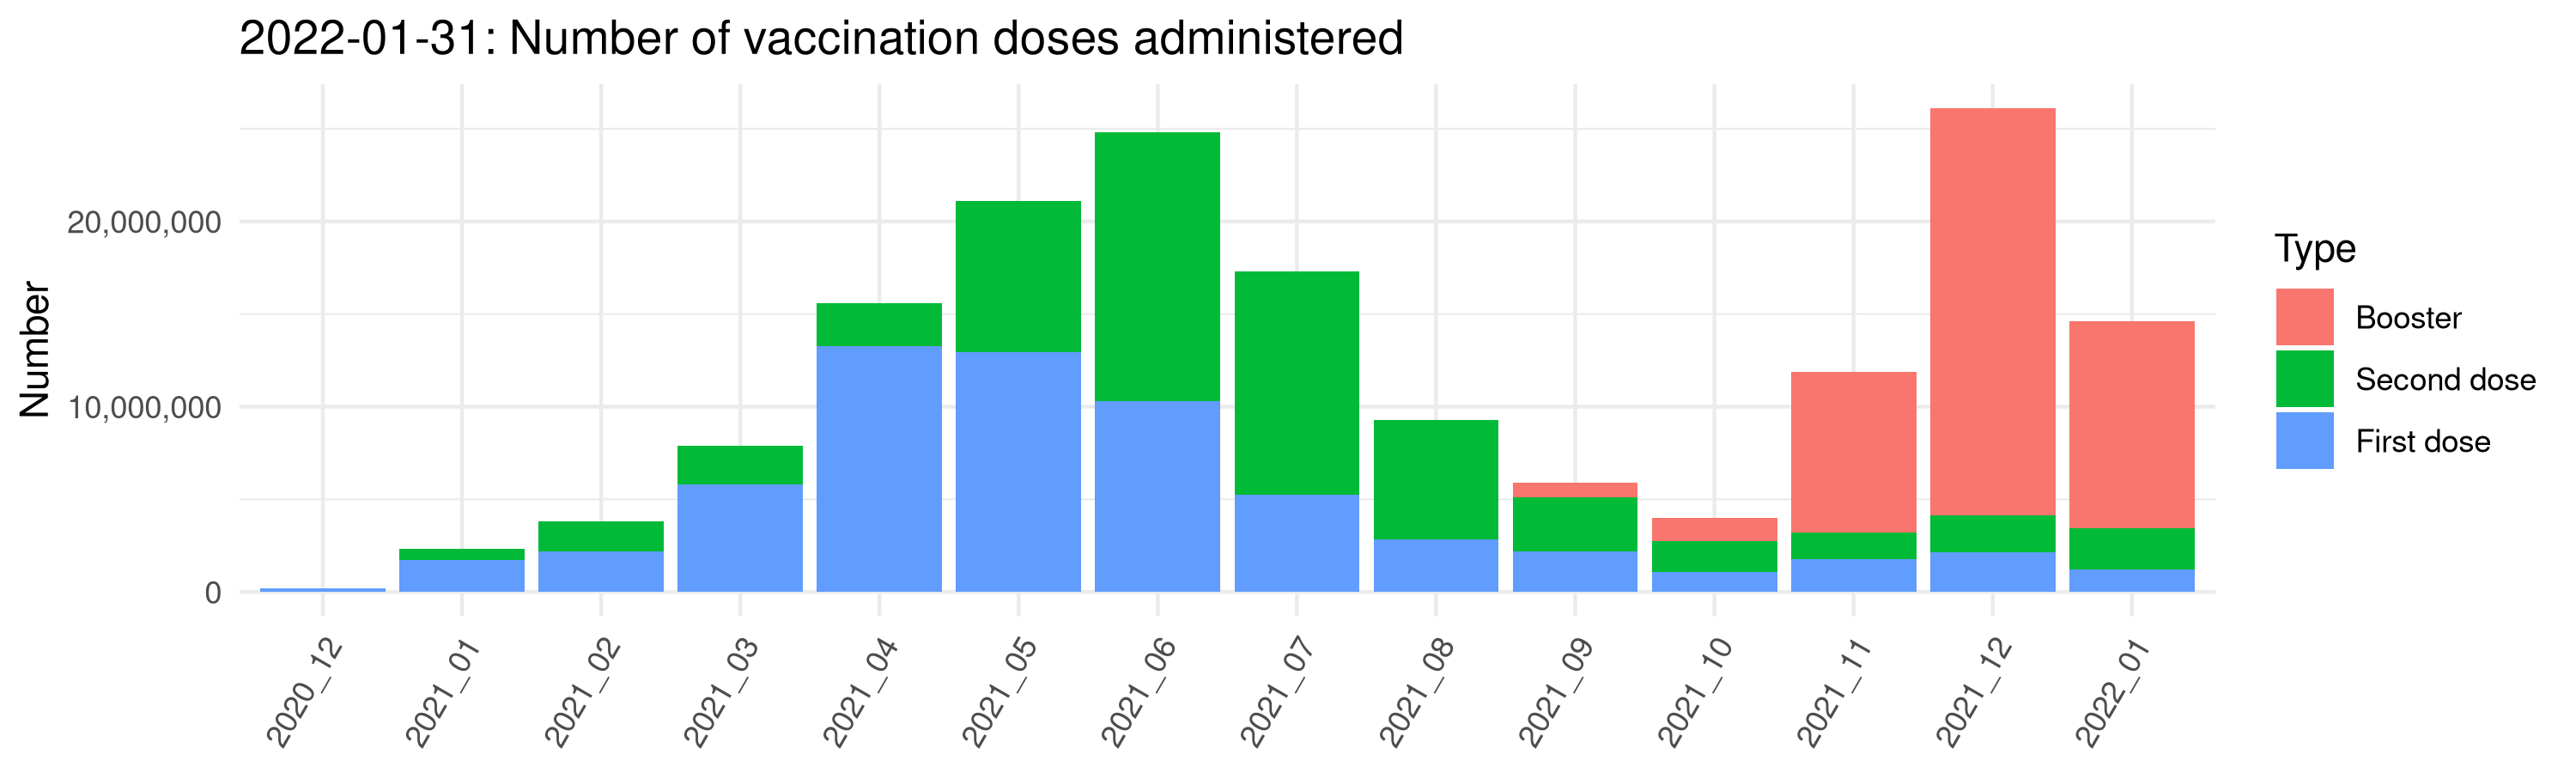 2022-01-31: Number of vaccination doses administered
Number
20,000,000
10,000,000
0
2020_12
2021_01
2021_02
2021_03
2021_04
2021_05
2021_06
2021_07
2021_08
2021_09
2021_10
2021_11
2021_12
2022_01
Type
Booster
Second dose
First dose